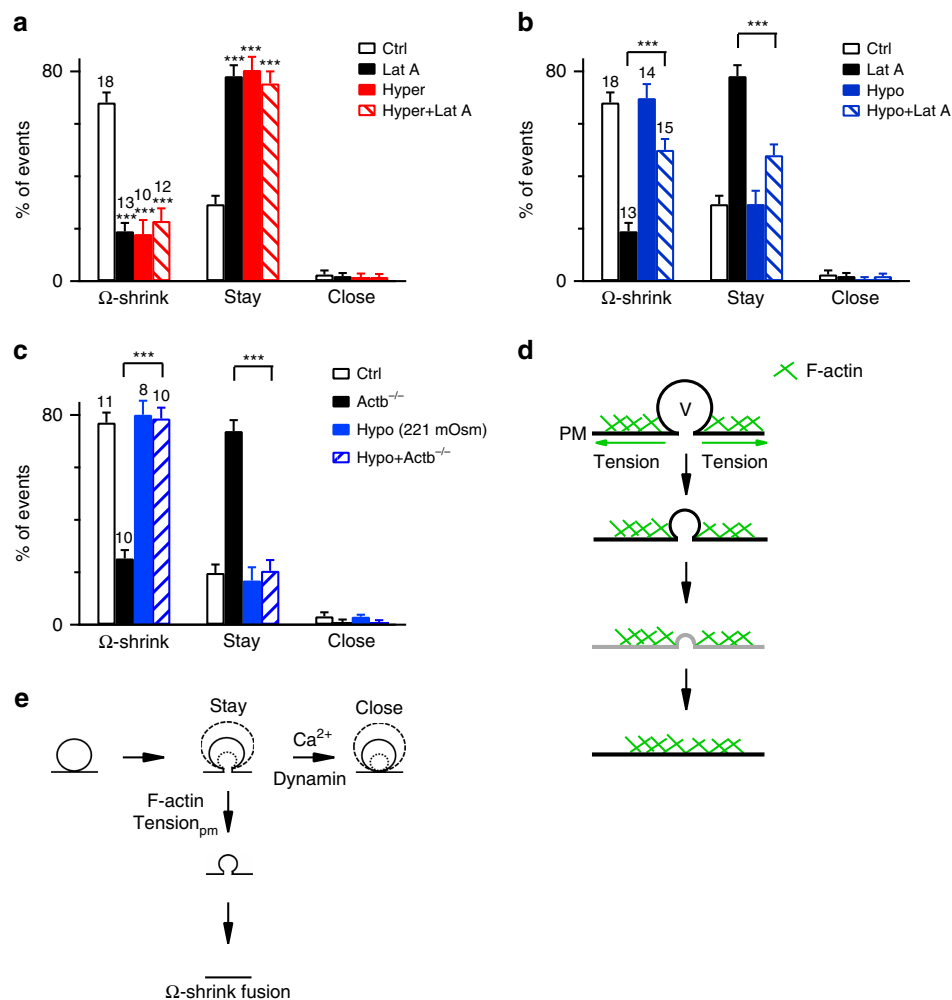 a
% of events
80
0
18
13
***
10
***
12
***
***
***
***
Ctrl
Lat A
Hyper
Hyper+Lat A
Ω-shrink
Stay
Close
b
% of events
80
0
18
13
14
15
***
***
Ctrl
Lat A
Hypo
Hypo+Lat A
Ω-shrink
Stay
Close
c
% of events
80
0
11
10
8
10
***
***
Ctrl
Actb⁻/⁻
Hypo (221 mOsm)
Hypo+Actb⁻/⁻
Ω-shrink
Stay
Close
d
F-actin
V
PM
Tension
Tension
e
Stay
Close
Ca²⁺
Dynamin
F-actin
Tensionpm
Ω-shrink fusion